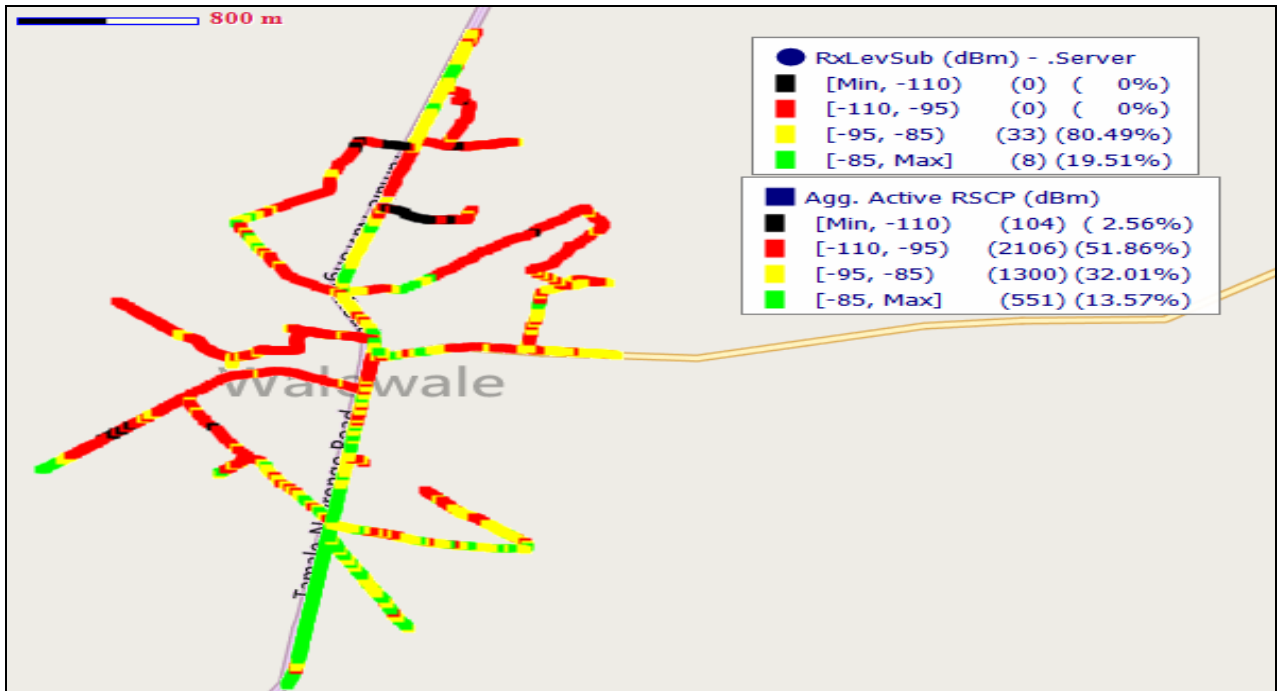 800 m
RxLevSub (dBm) - .Server
[Min, -110) (0) ( 0%)
[-110, -95) (0) ( 0%)
[-95, -85) (33) (80.49%)
[-85, Max] (8) (19.51%)
Agg. Active RSCP (dBm)
[Min, -110) (104) ( 2.56%)
[-110, -95) (2106) (51.86%)
[-95, -85) (1300) (32.01%)
[-85, Max] (551) (13.57%)
Walewale